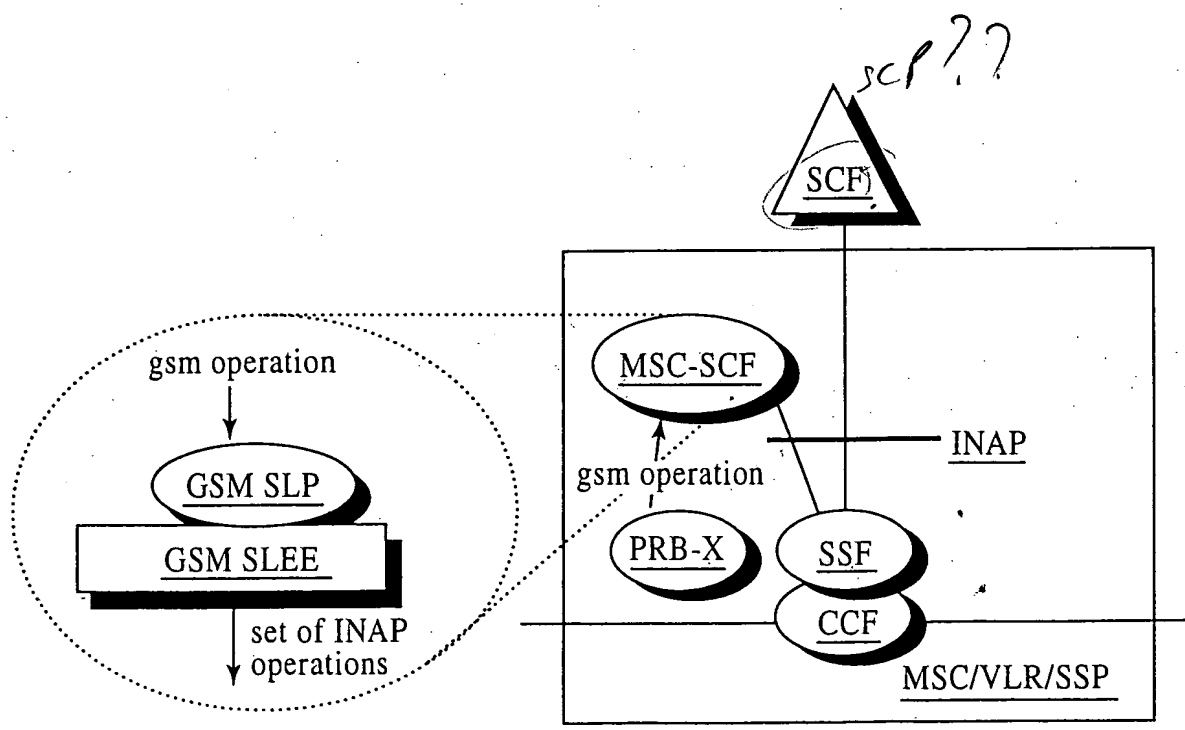 SCP??
SCF
gsm operation
GSM SLP
GSM SLEE
set of INAP
operations
MSC-SCF
INAP
gsm operation
PRB-X
SSF
CCF
MSC/VLR/SSP